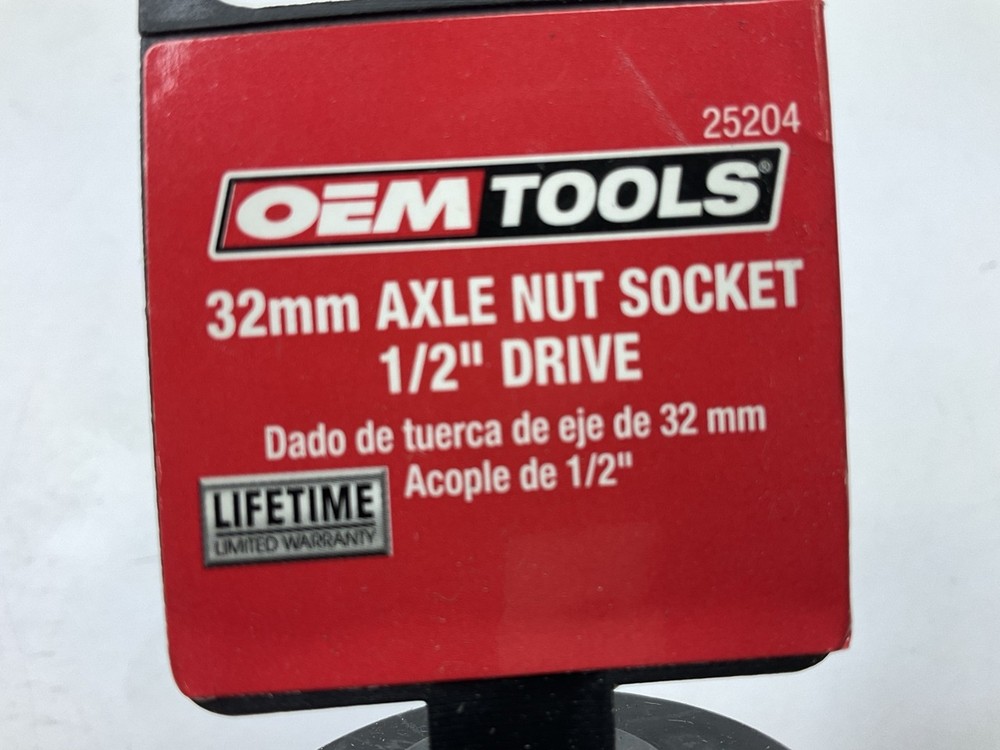 25204
OEM TOOLS®
32mm AXLE NUT SOCKET
1/2" DRIVE
Dado de tuerca de eje de 32 mm
Acople de 1/2"
LIFETIME
LIMITED WARRANTY